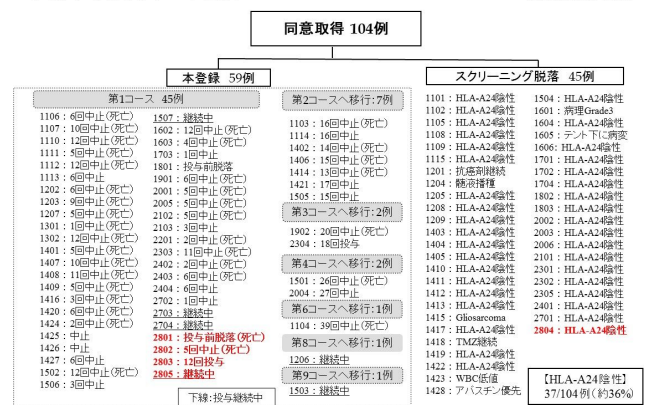 同意取得 104例
本登録 59例
第1コース 45例
1106：6回中止(死亡)
1107：10回中止(死亡)
1110：12回中止(死亡)
1111：5回中止(死亡)
1112：12回中止(死亡)
1113：6回中止
1202：6回中止(死亡)
1203：9回中止(死亡)
1207：5回中止(死亡)
1301：1回中止(死亡)
1302：12回中止(死亡)
1401：5回中止(死亡)
1407：10回中止(死亡)
1408：11回中止(死亡)
1409：5回中止(死亡)
1416：3回中止(死亡)
1420：6回中止(死亡)
1424：2回中止(死亡)
1425：中止
1426：中止
1427：6回中止
1502：12回中止(死亡)
1506：3回中止
1507：継続中
1602：12回中止(死亡)
1603：4回中止(死亡)
1703：1回中止
1801：投与前脱落
1901：6回中止(死亡)
2001：5回中止(死亡)
2005：5回中止(死亡)
2102：5回中止(死亡)
2103：3回中止
2201：2回中止(死亡)
2303：11回中止(死亡)
2402：2回中止(死亡)
2403：6回中止(死亡)
2404：6回中止
2702：1回中止
2703：継続中
2704：継続中
2801：投与前脱落(死亡)
2802：5回中止(死亡)
2803：12回投与
2805：継続中
第2コースへ移行：7例
1103：16回中止(死亡)
1114：16回中止
1402：14回中止(死亡)
1406：15回中止(死亡)
1414：13回中止(死亡)
1421：17回中止
1505：15回中止
第3コースへ移行：2例
1902：20回中止(死亡)
2304：18回投与
第4コースへ移行：2例
1501：26回中止(死亡)
2004：27回中止
第6コースへ移行：1例
1104：39回中止(死亡)
第8コースへ移行：1例
1206：継続中
第9コースへ移行：1例
1503：継続中
下線：投与継続中
スクリーニング脱落 45例
1101：HLA-A24陰性
1102：HLA-A24陰性
1105：HLA-A24陰性
1108：HLA-A24陰性
1109：HLA-A24陰性
1115：HLA-A24陰性
1201：抗癌剤継続
1204：髄液播種
1205：HLA-A24陰性
1208：HLA-A24陰性
1209：HLA-A24陰性
1403：HLA-A24陰性
1404：HLA-A24陰性
1405：HLA-A24陰性
1410：HLA-A24陰性
1411：HLA-A24陰性
1412：HLA-A24陰性
1413：HLA-A24陰性
1415：Gliosarcoma
1417：HLA-A24陰性
1418：TMZ継続
1419：HLA-A24陰性
1422：HLA-A24陰性
1423：WBC低値
1428：アバスチン優先
1504：HLA-A24陰性
1601：病理Grade3
1604：HLA-A24陰性
1605：テント下に病変
1606：HLA-A24陰性
1701：HLA-A24陰性
1702：HLA-A24陰性
1704：HLA-A24陰性
1802：HLA-A24陰性
1803：HLA-A24陰性
2002：HLA-A24陰性
2003：HLA-A24陰性
2006：HLA-A24陰性
2101：HLA-A24陰性
2301：HLA-A24陰性
2302：HLA-A24陰性
2305：HLA-A24陰性
2401：HLA-A24陰性
2701：HLA-A24陰性
2804：HLA-A24陰性
【HLA-A24陰性】
37/104例（約36%）